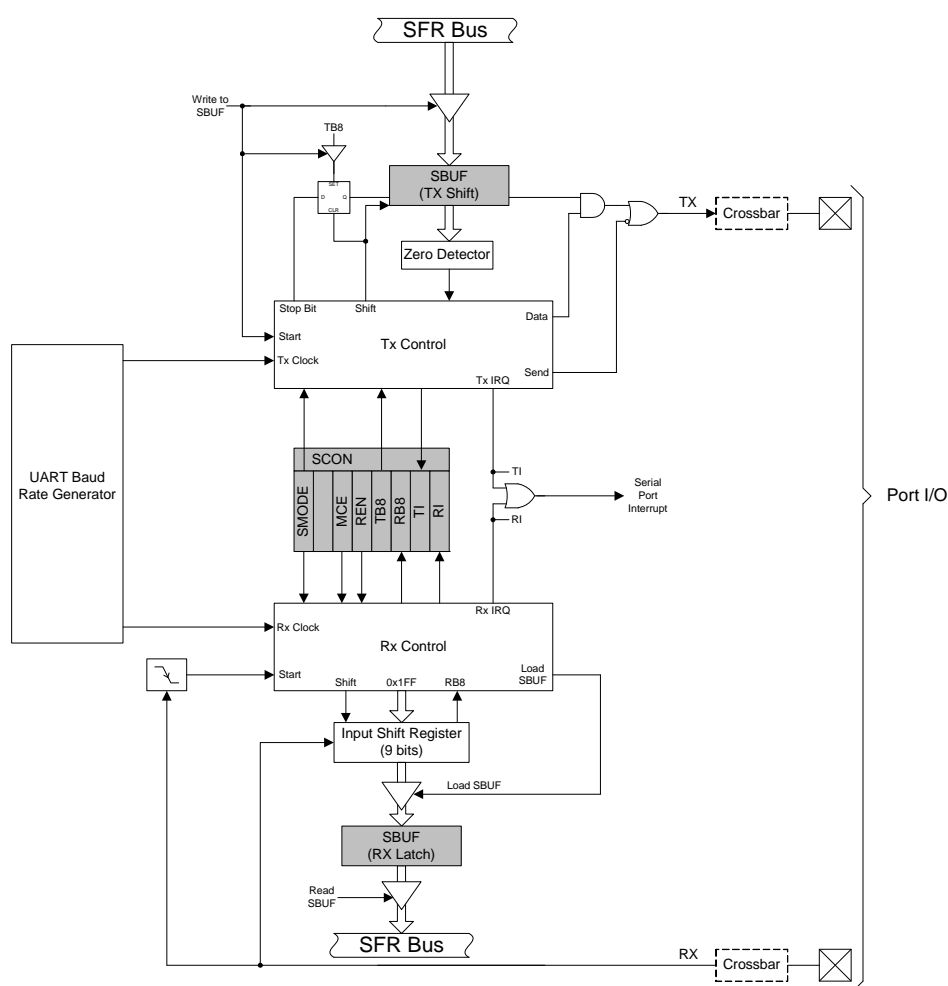 SFR Bus
Write to
SBUF
TB8
SET
D
Q
CLR
SBUF
(TX Shift)
TX
Crossbar
Zero Detector
Stop Bit
Shift
Data
Start
Tx Control
Tx Clock
Send
Tx IRQ
UART Baud
Rate Generator
SCON
SMODE
MCE
REN
TB8
RB8
TI
RI
TI
RI
Serial
Port
Interrupt
Port I/O
Rx IRQ
Rx Clock
Rx Control
Start
Load
SBUF
Shift
0x1FF
RB8
Input Shift Register
(9 bits)
Load SBUF
SBUF
(RX Latch)
Read
SBUF
SFR Bus
RX
Crossbar